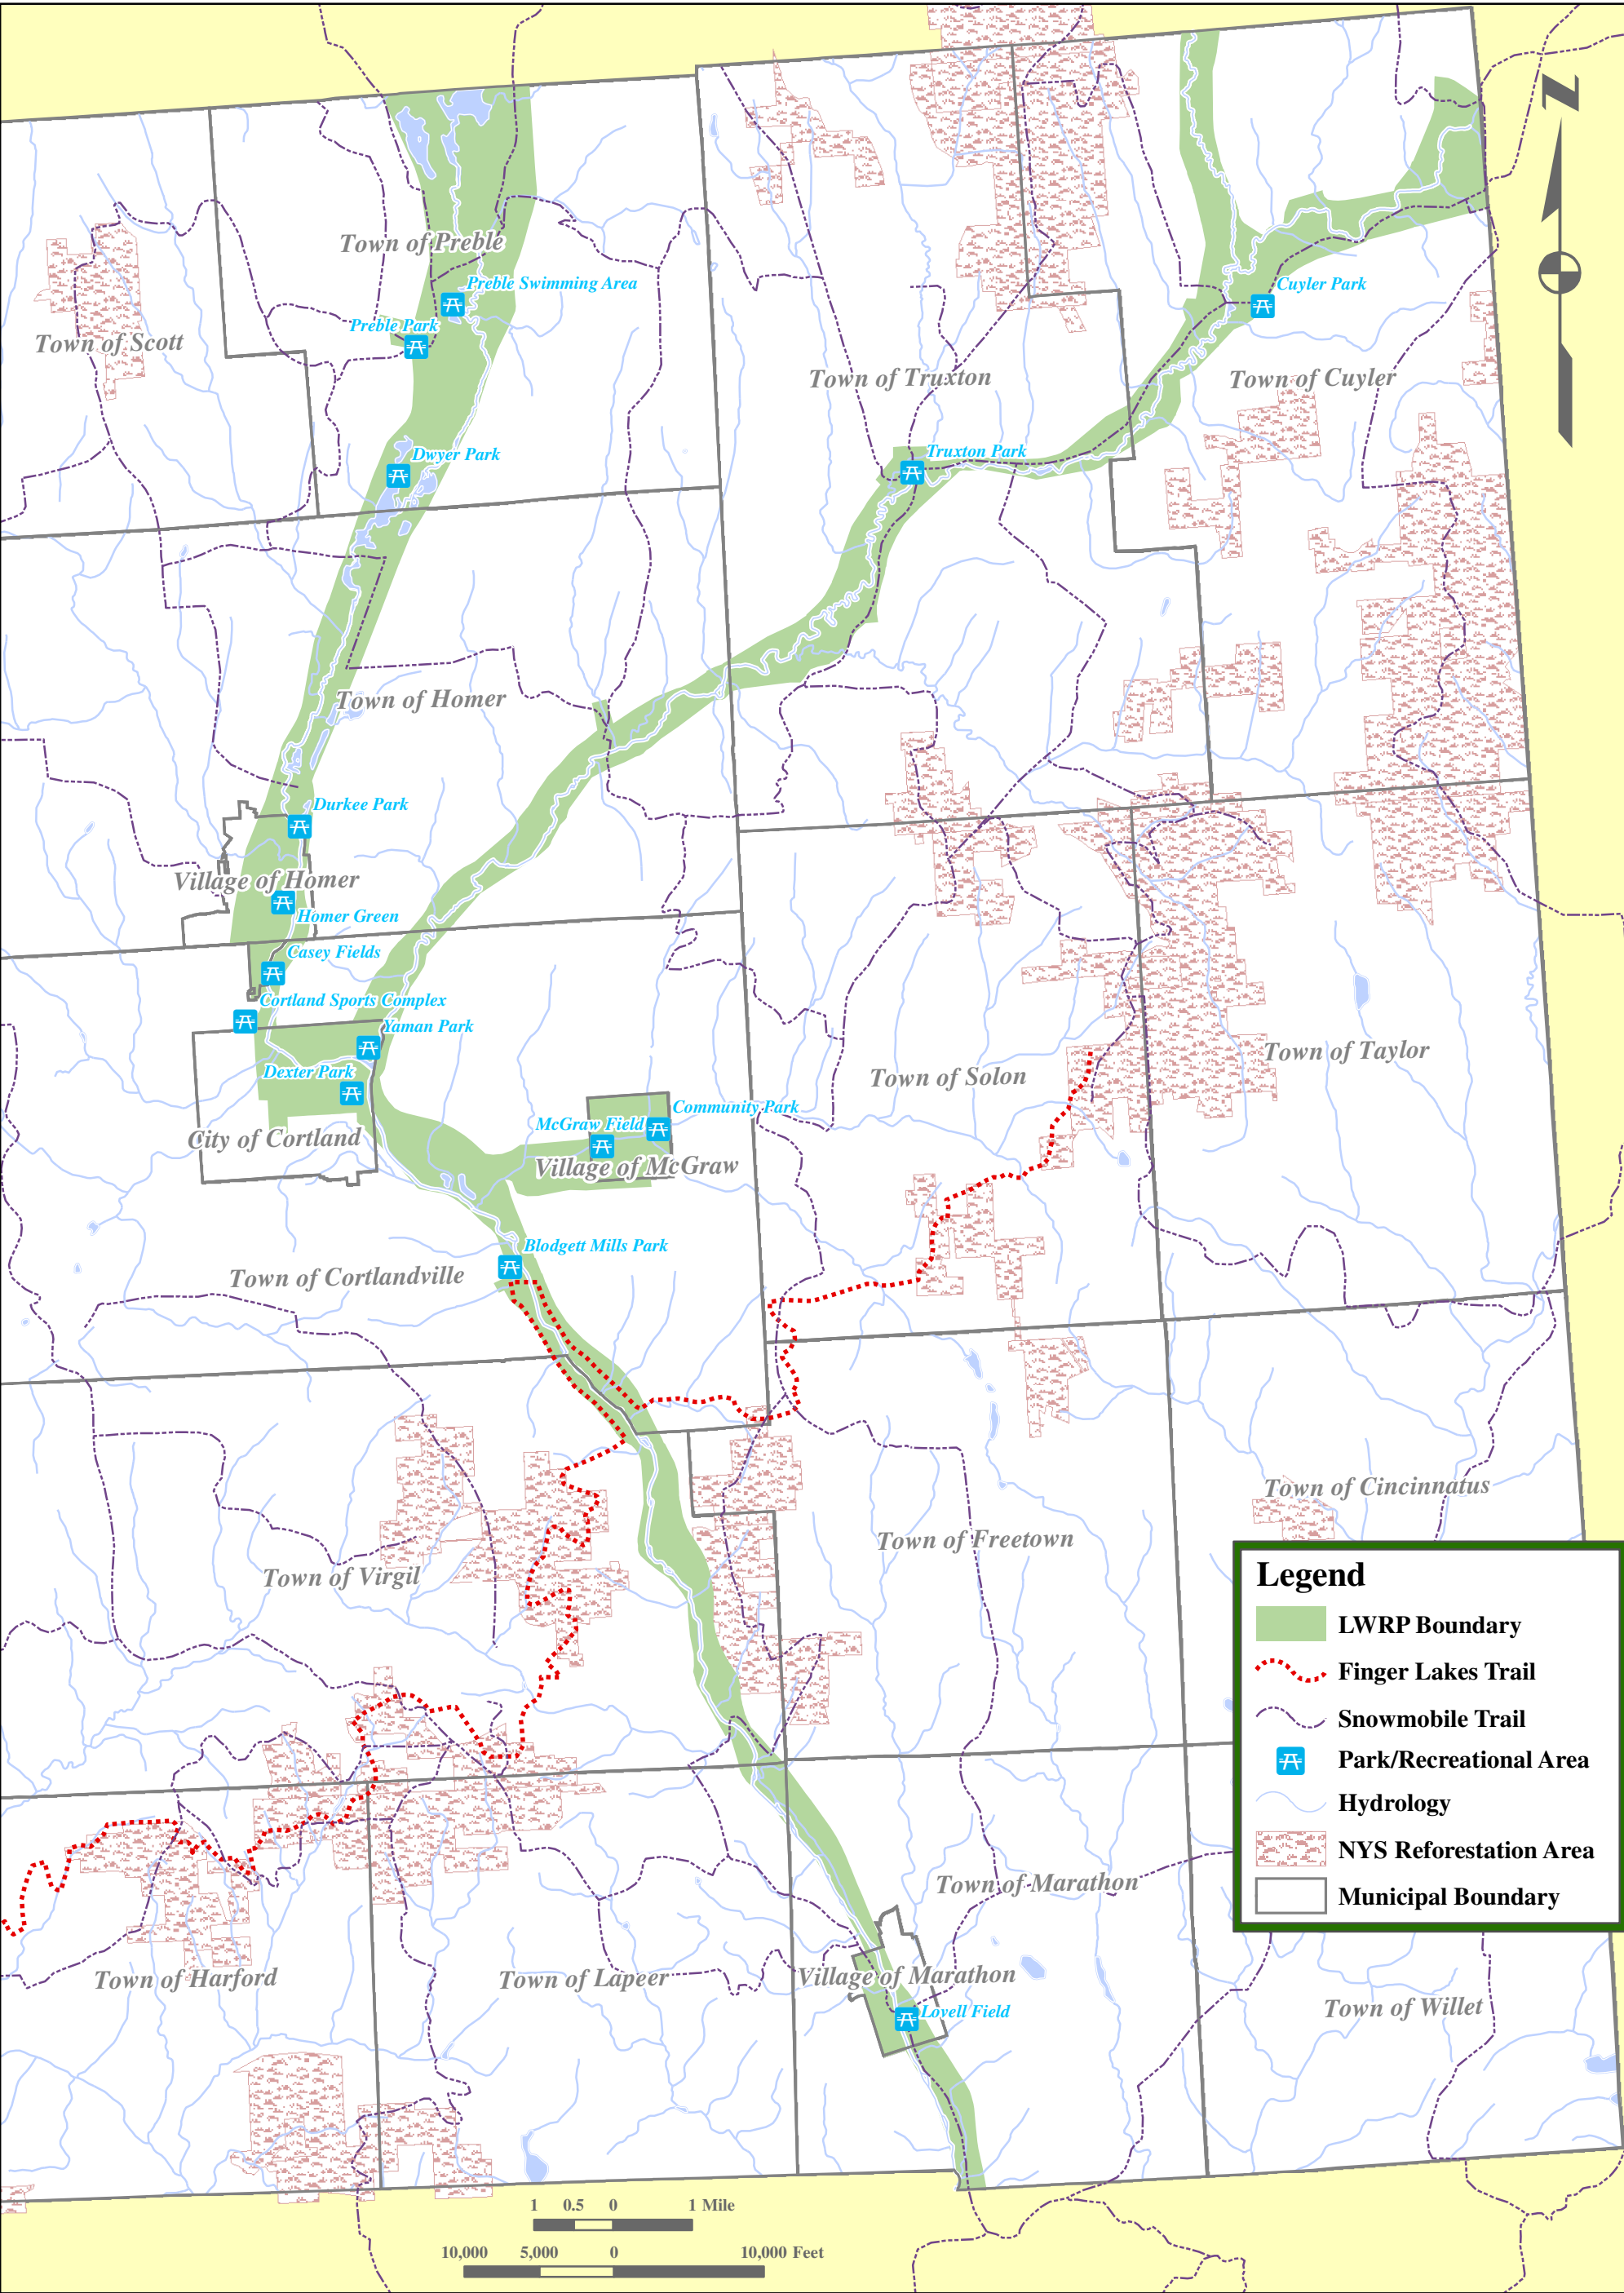 N
Town of Preble
Preble Swimming Area
Cuyler Park
Preble Park
Town of Scott
Town of Truxton
Town of Cuyler
Dwyer Park
Truxton Park
Town of Homer
Durkee Park
Village of Homer
Homer Green
Casey Fields
Cortland Sports Complex
Yaman Park
Dexter Park
Town of Solon
Town of Taylor
Community Park
McGraw Field
City of Cortland
Village of McGraw
Blodgett Mills Park
Town of Cortlandville
Town of Cincinnatus
Town of Freetown
Town of Virgil
Legend
LWRP Boundary
Finger Lakes Trail
Snowmobile Trail
Park/Recreational Area
Hydrology
NYS Reforestation Area
Municipal Boundary
Town of Marathon
Town of Harford
Town of Lapeer
Village of Marathon
Lovell Field
Town of Willet
1 0.5 0 1 Mile
10,000 5,000 0 10,000 Feet